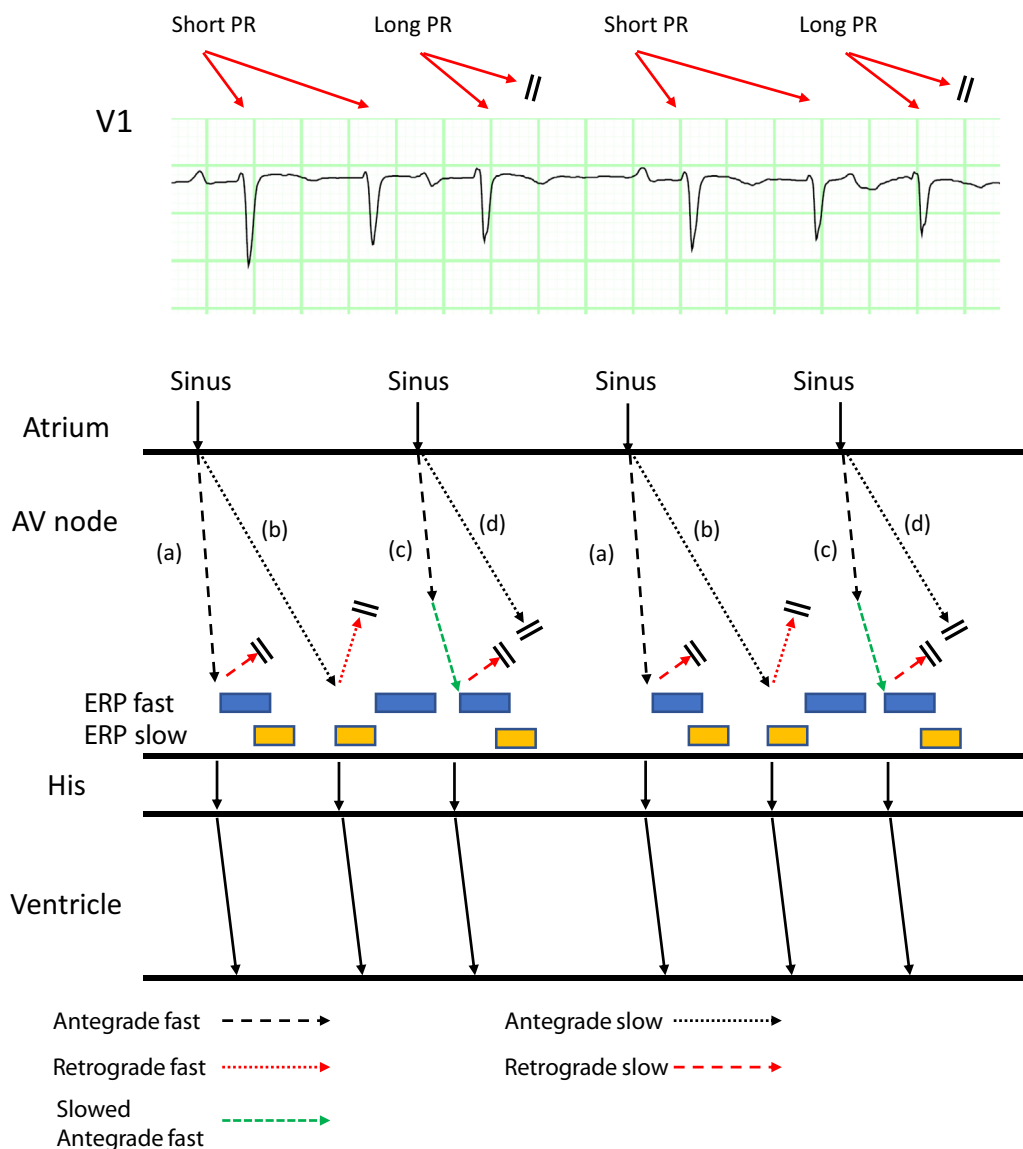 Short PR Long PR Short PR Long PR
V1
Sinus Sinus Sinus Sinus
Atrium
AV node
(a) (b) (c) (d) (a) (b) (c) (d)
ERP fast
ERP slow
His
Ventricle
Antegrade fast Antegrade slow
Retrograde fast Retrograde slow
Slowed
Antegrade fast